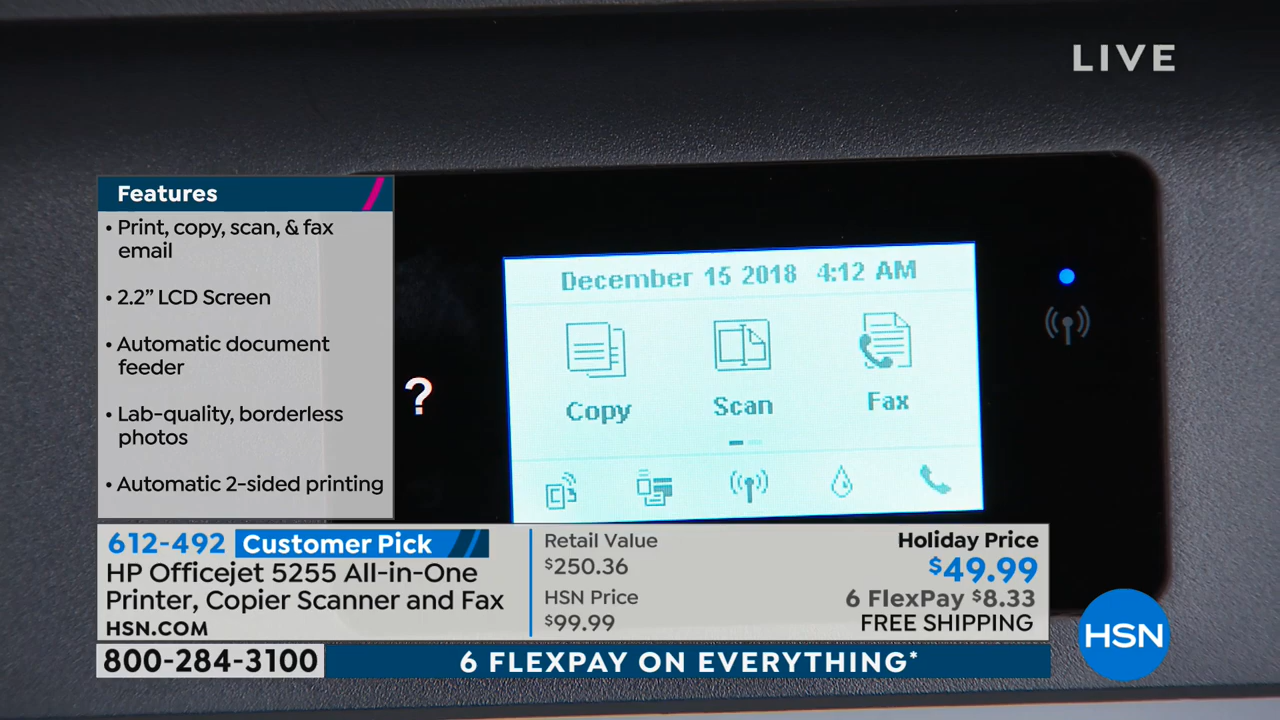 LIVE
Features
• Print, copy, scan, & fax
email
• 2.2” LCD Screen
• Automatic document
feeder
• Lab-quality, borderless
photos
• Automatic 2-sided printing
?
December 15 2018 4:12 AM
Copy
Scan
Fax
612-492 Customer Pick
HP Officejet 5255 All-in-One
Printer, Copier Scanner and Fax
HSN.COM
Retail Value
$250.36
HSN Price
$99.99
Holiday Price
$49.99
6 FlexPay $8.33
FREE SHIPPING
800-284-3100
6 FLEXPAY ON EVERYTHING*
HSN